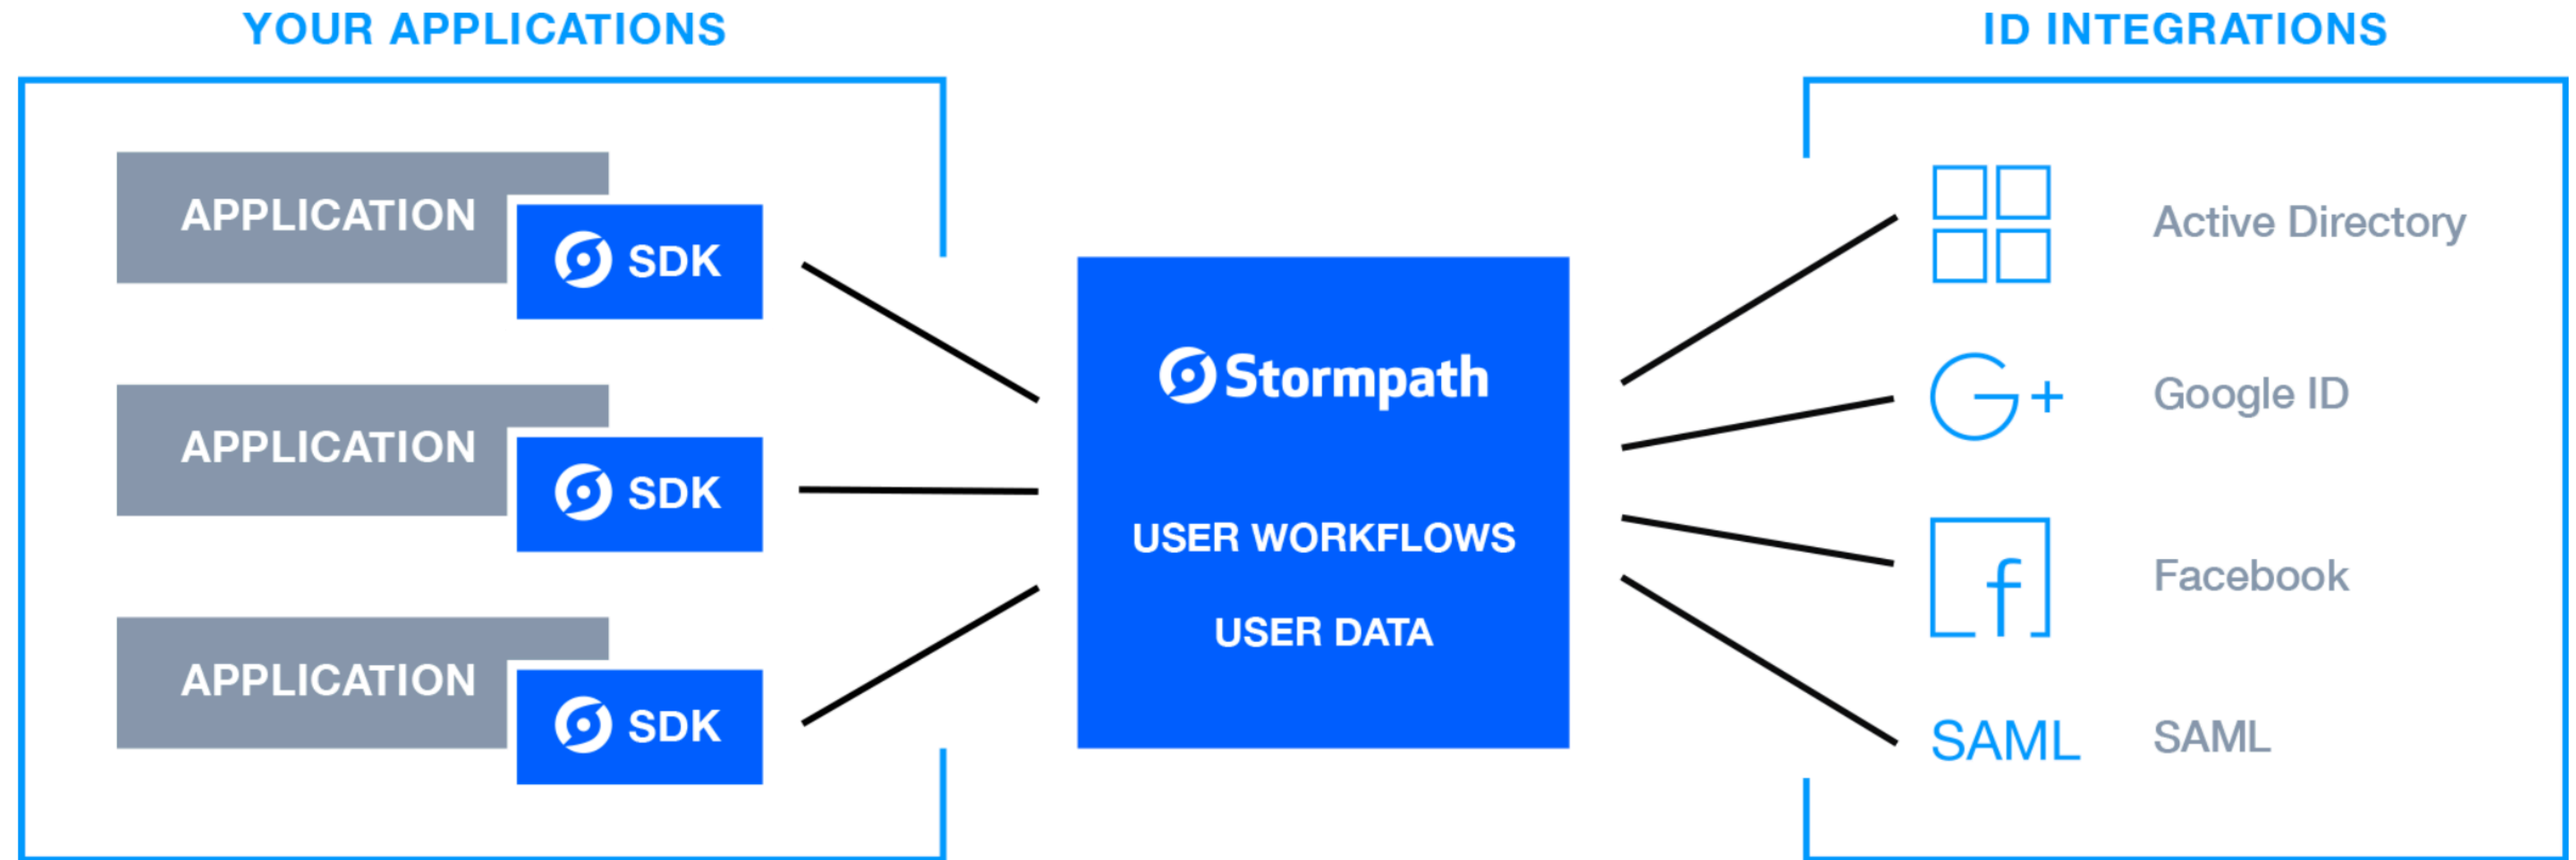 YOUR APPLICATIONS
APPLICATION
SDK
APPLICATION
SDK
APPLICATION
SDK
Stormpath
USER WORKFLOWS
USER DATA
ID INTEGRATIONS
Active Directory
G+
Google ID
f
Facebook
SAML
SAML